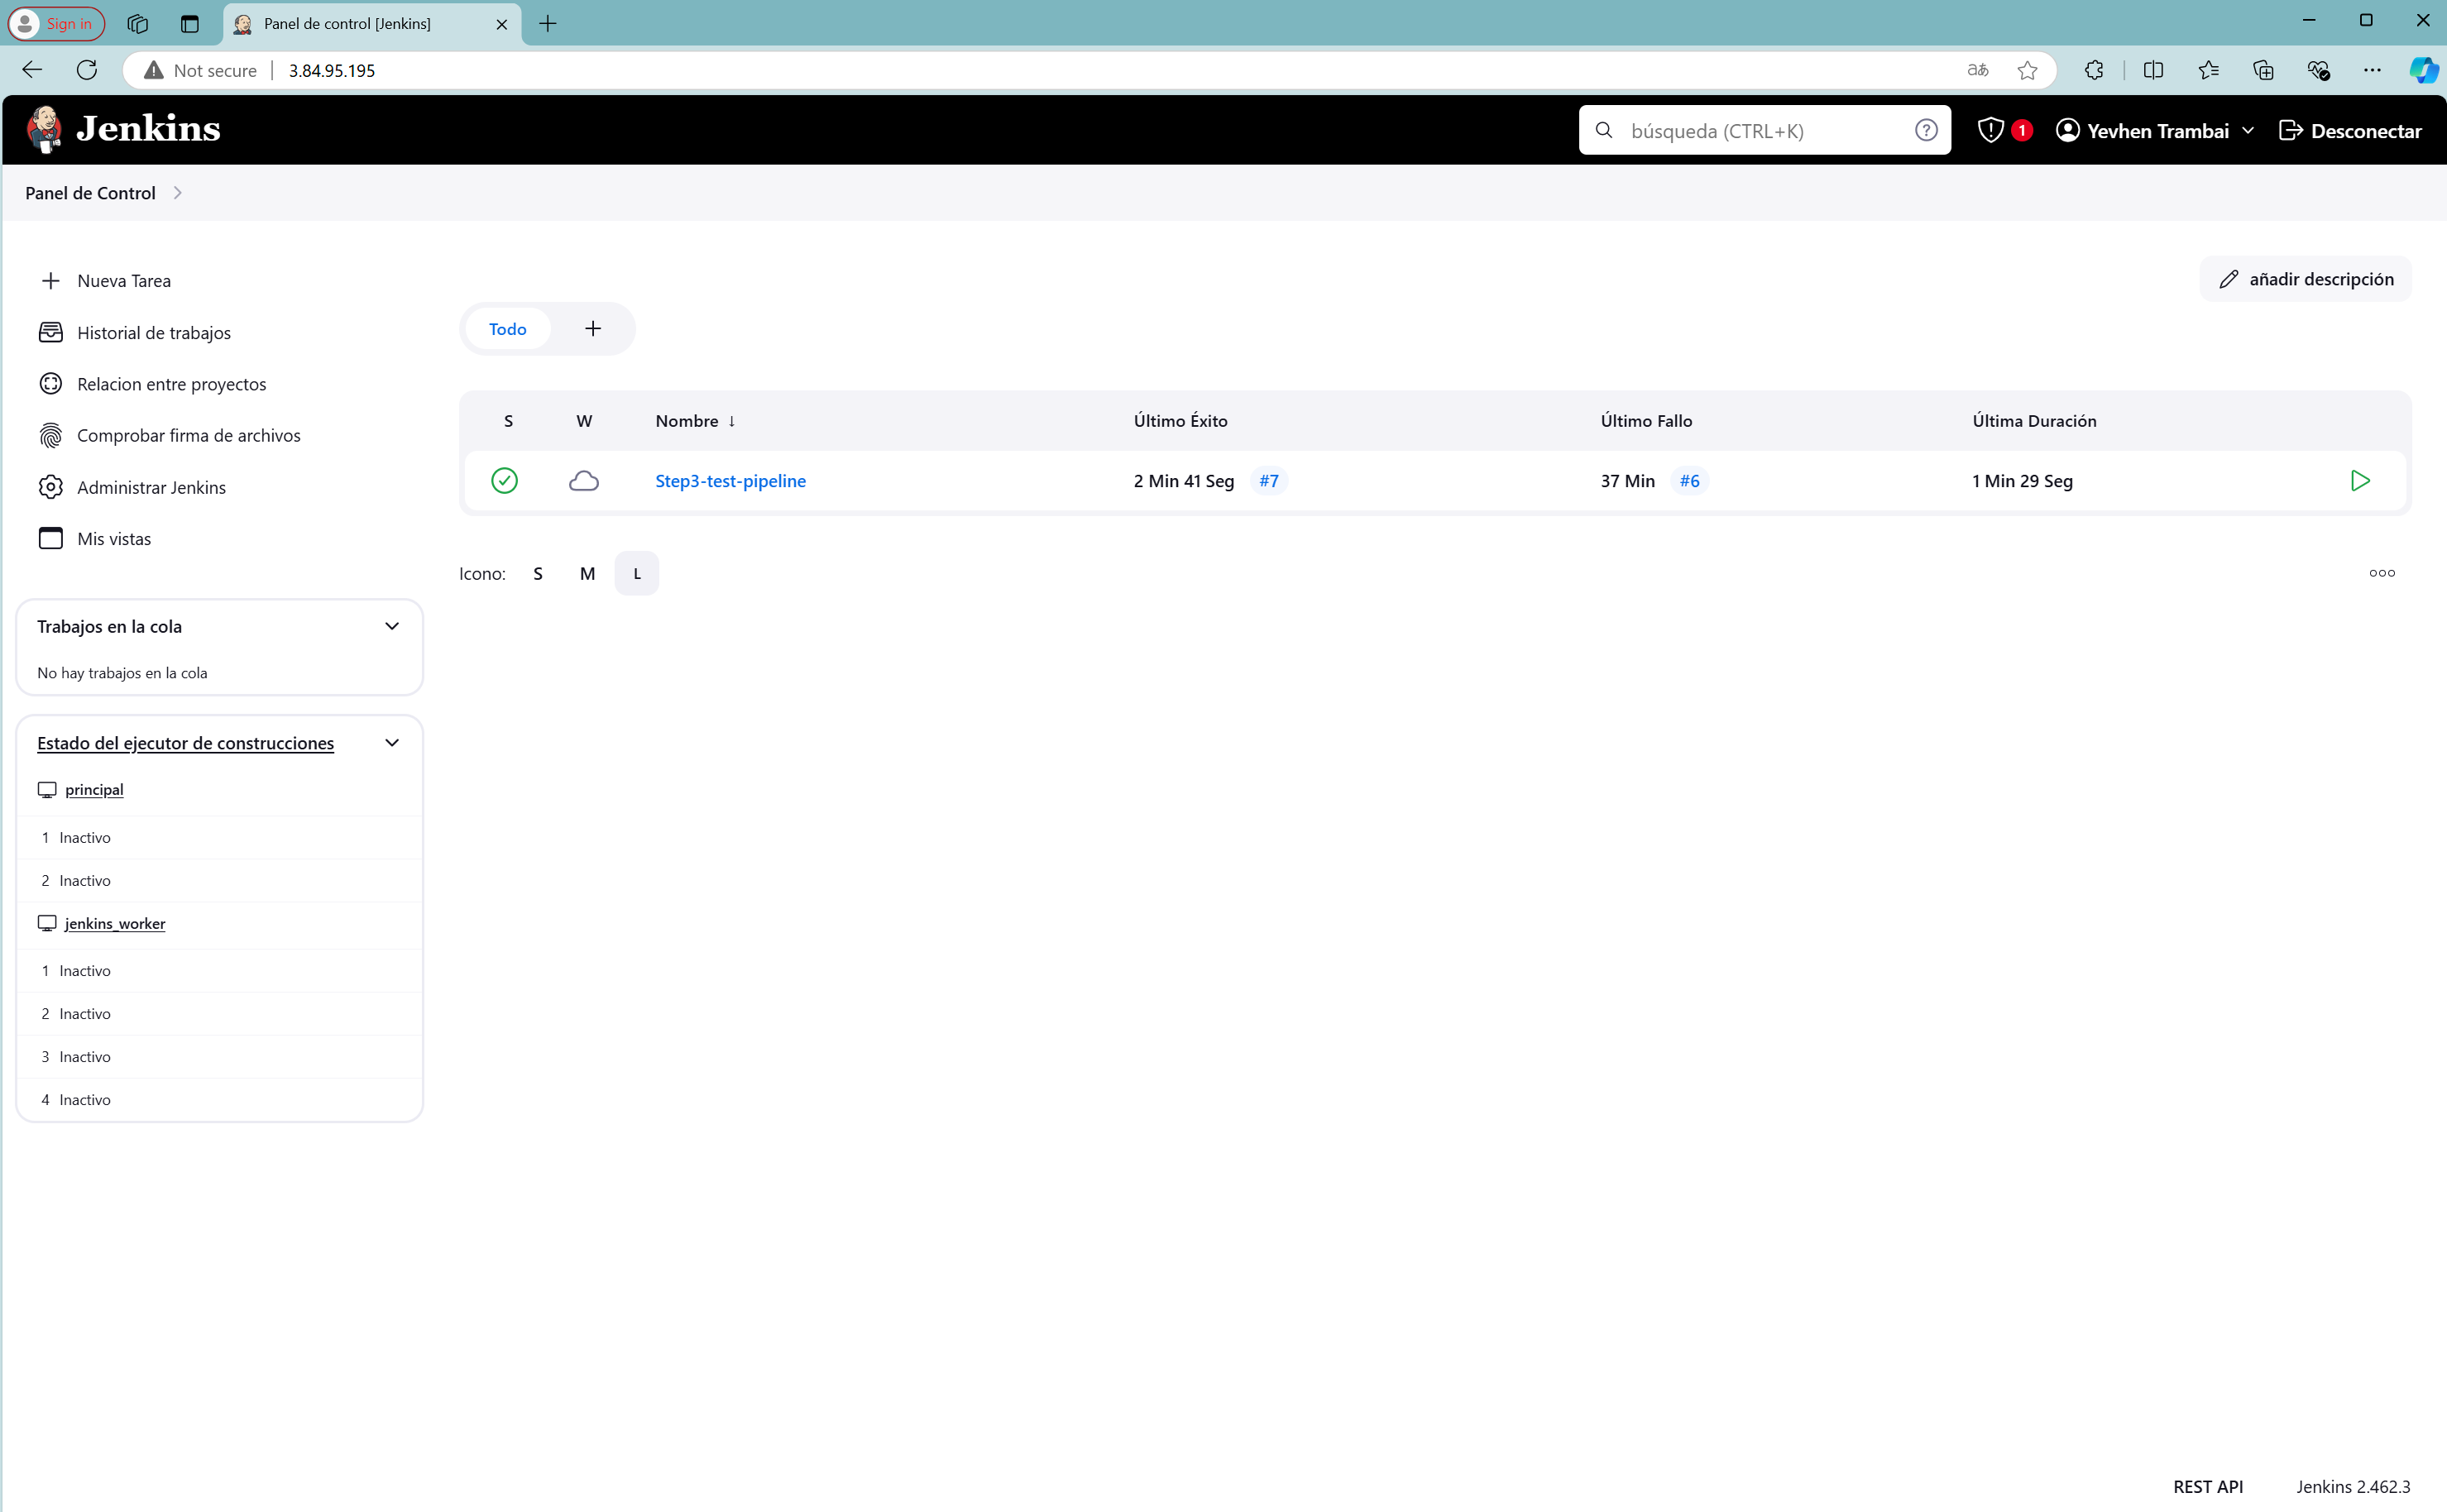 Sign in
Panel de control [Jenkins]
Not secure
3.84.95.195
aあ
Jenkins
búsqueda (CTRL+K)
1
Yevhen Trambai
Desconectar
Panel de Control
Nueva Tarea
Historial de trabajos
Relacion entre proyectos
Comprobar firma de archivos
Administrar Jenkins
Mis vistas
añadir descripción
Todo
S W Nombre ↓ Último Éxito Último Fallo Última Duración
Step3-test-pipeline 2 Min 41 Seg #7 37 Min #6 1 Min 29 Seg
Icono: S M L
Trabajos en la cola
No hay trabajos en la cola
Estado del ejecutor de construcciones
principal
1 Inactivo
2 Inactivo
jenkins_worker
1 Inactivo
2 Inactivo
3 Inactivo
4 Inactivo
REST API
Jenkins 2.462.3